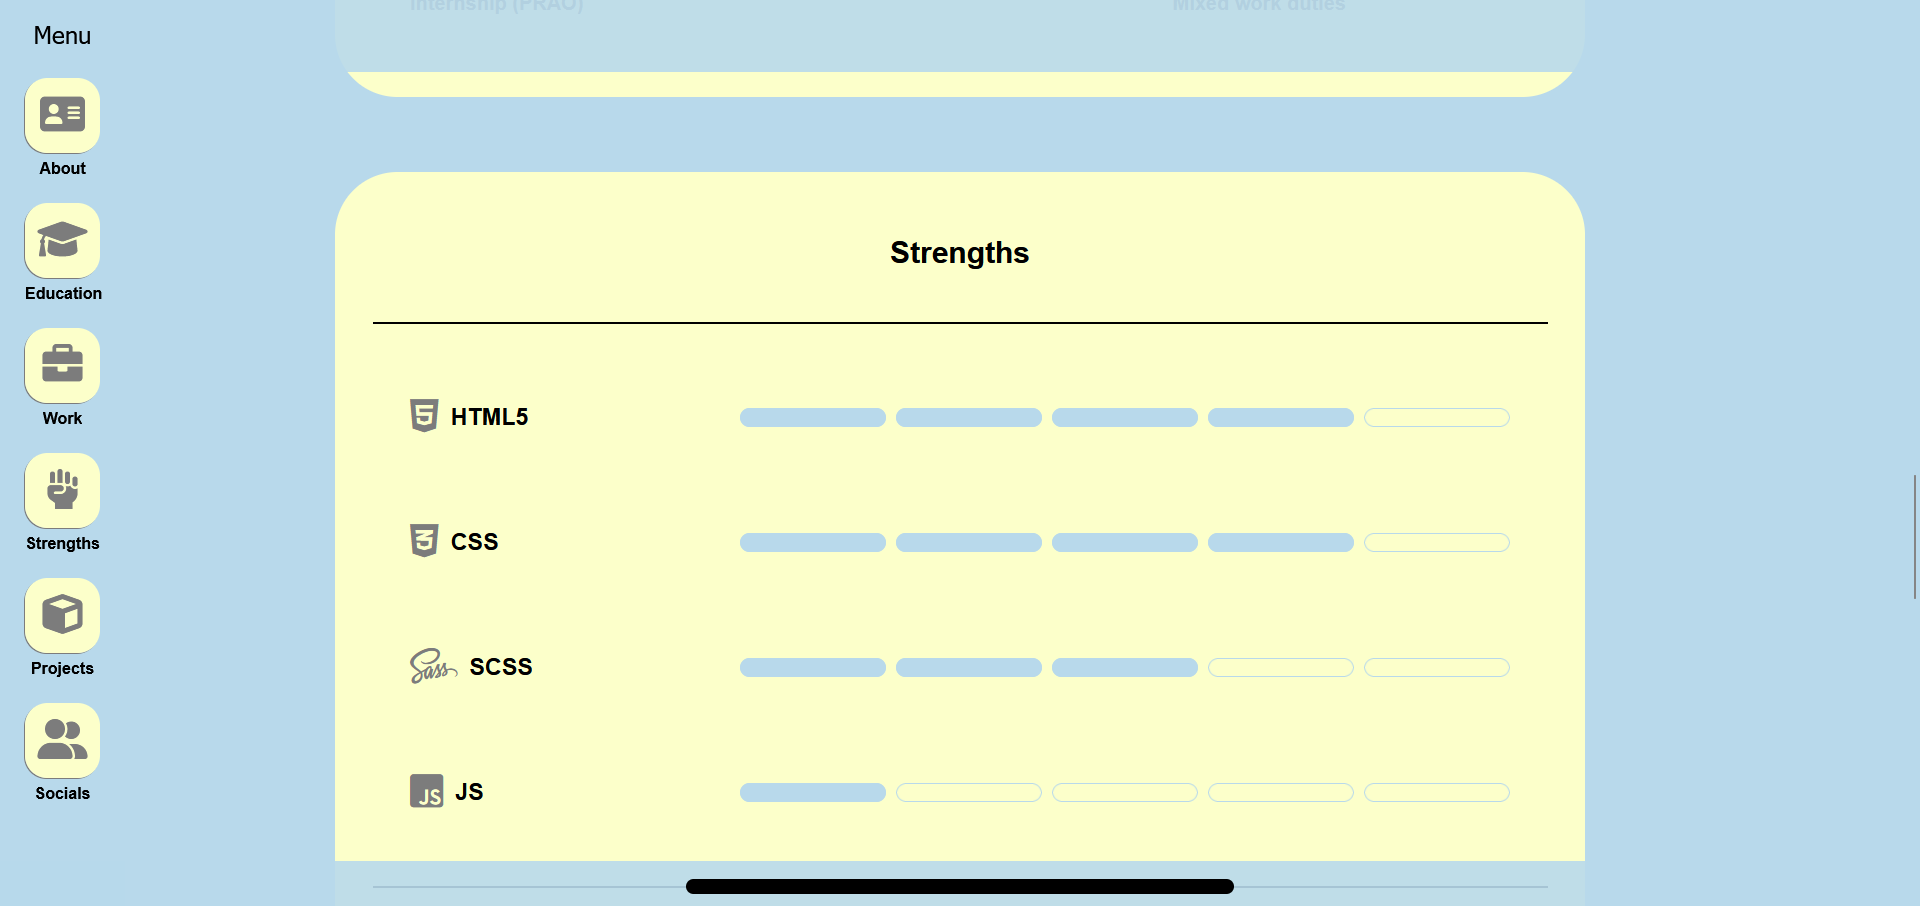 Internship (PRAO)
Mixed work duties
Menu
About
Education
Work
Strengths
Projects
Socials
Strengths
HTML5
CSS
Sass SCSS
JS JS